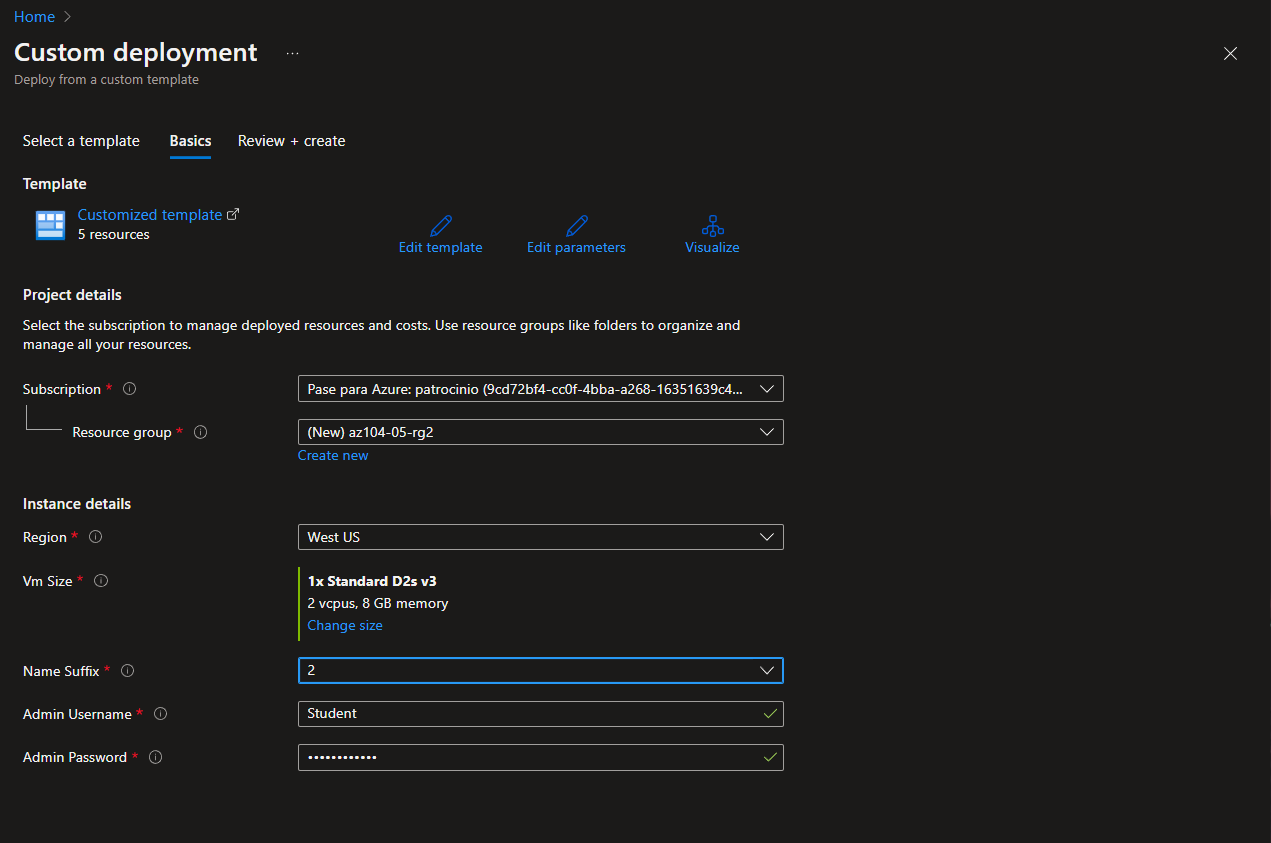 Home
Custom deployment
Deploy from a custom template
Select a template Basics Review + create
Template
Customized template
5 resources
Edit template Edit parameters Visualize
Project details
Select the subscription to manage deployed resources and costs. Use resource groups like folders to organize and
manage all your resources.
Subscription * Pase para Azure: patrocinio (9cd72bf4-cc0f-4bba-a268-16351639c4...
Resource group * (New) az104-05-rg2
Create new
Instance details
Region * West US
Vm Size * 1x Standard D2s v3
2 vcpus, 8 GB memory
Change size
Name Suffix * 2
Admin Username * Student
Admin Password * ••••••••••••